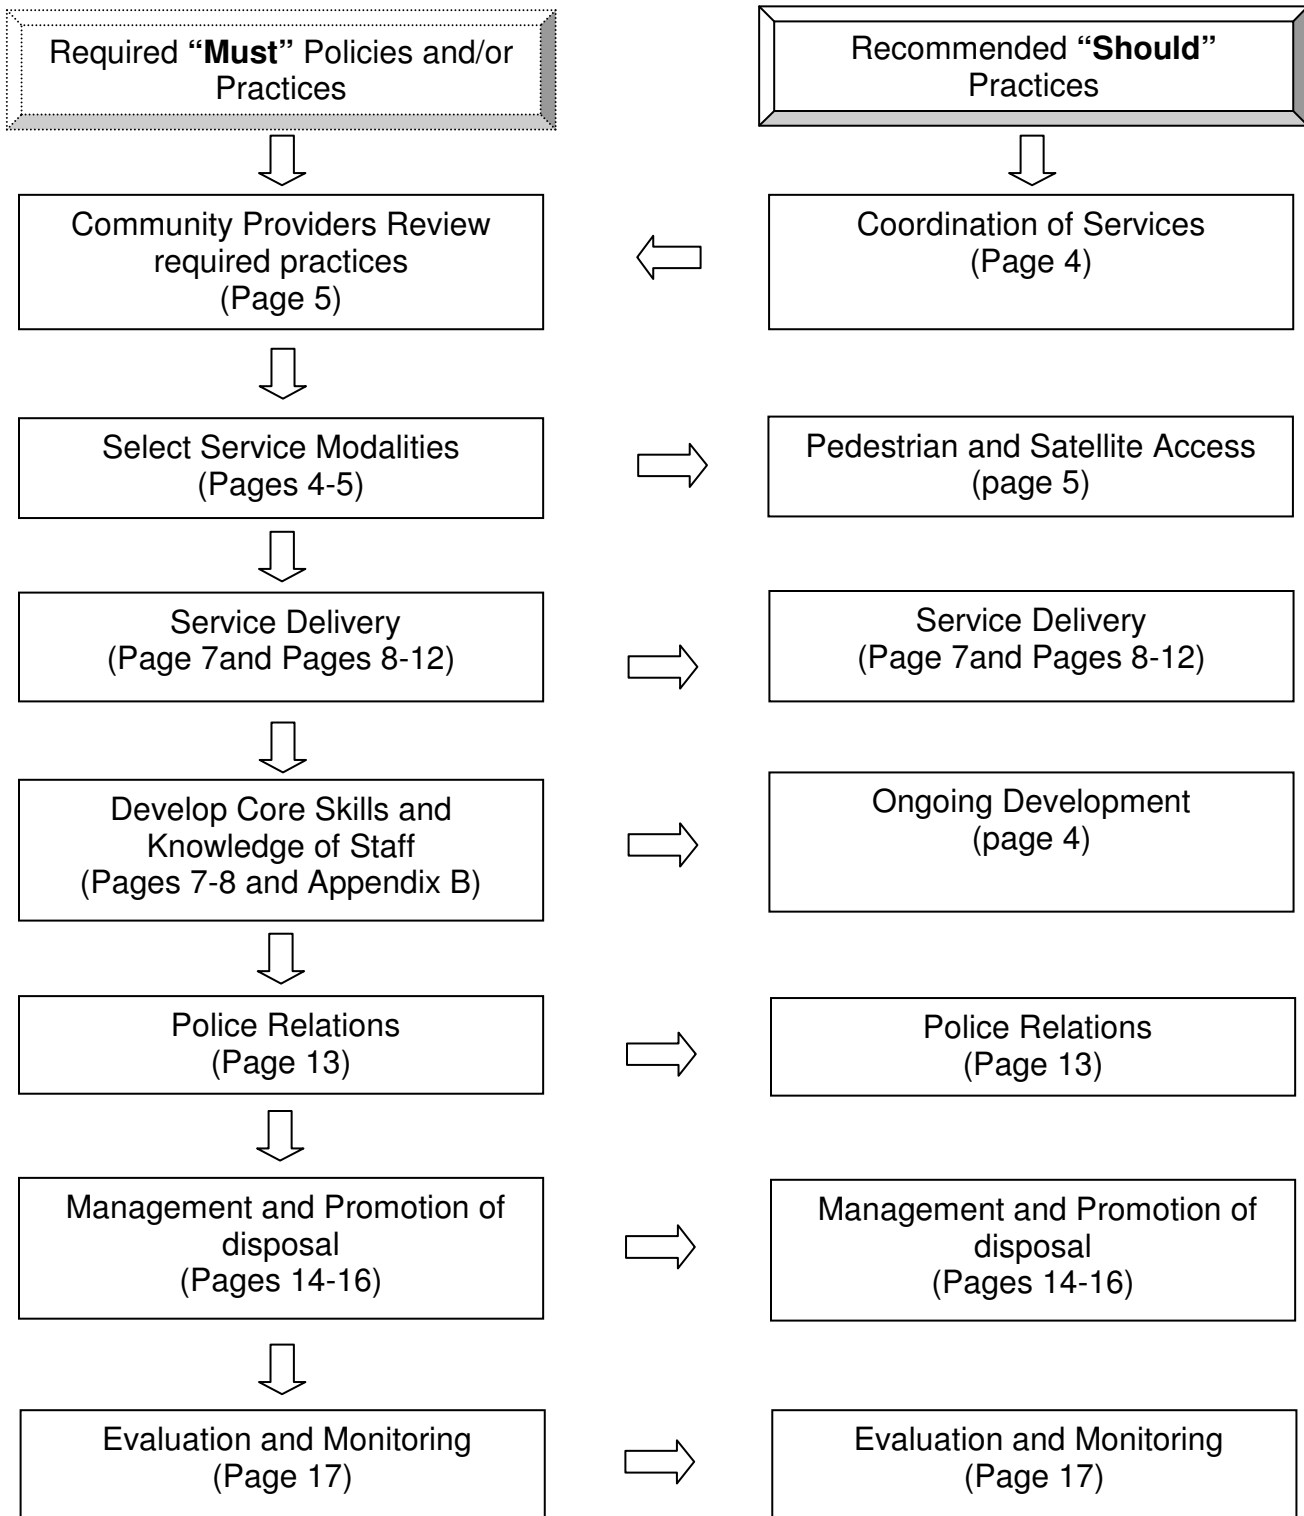 Required “Must” Policies and/or
Practices
Recommended “Should”
Practices
Community Providers Review
required practices
(Page 5)
Coordination of Services
(Page 4)
Select Service Modalities
(Pages 4-5)
Pedestrian and Satellite Access
(page 5)
Service Delivery
(Page 7and Pages 8-12)
Service Delivery
(Page 7and Pages 8-12)
Develop Core Skills and
Knowledge of Staff
(Pages 7-8 and Appendix B)
Ongoing Development
(page 4)
Police Relations
(Page 13)
Police Relations
(Page 13)
Management and Promotion of
disposal
(Pages 14-16)
Management and Promotion of
disposal
(Pages 14-16)
Evaluation and Monitoring
(Page 17)
Evaluation and Monitoring
(Page 17)